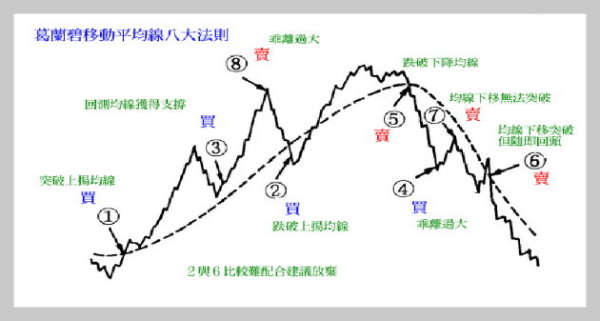 葛蘭碧移動平均線八大法則
乖離過大
賣
⑧
跌破下降均線
回測均線獲得支撐
買
均線下移無法突破
⑦
賣
⑤
賣
均線下移突破
但隨即回頭
③
⑥
賣
突破上揚均線
買
②
④
買
買
①
跌破上揚均線
乖離過大
2與6比較難配合建議放棄